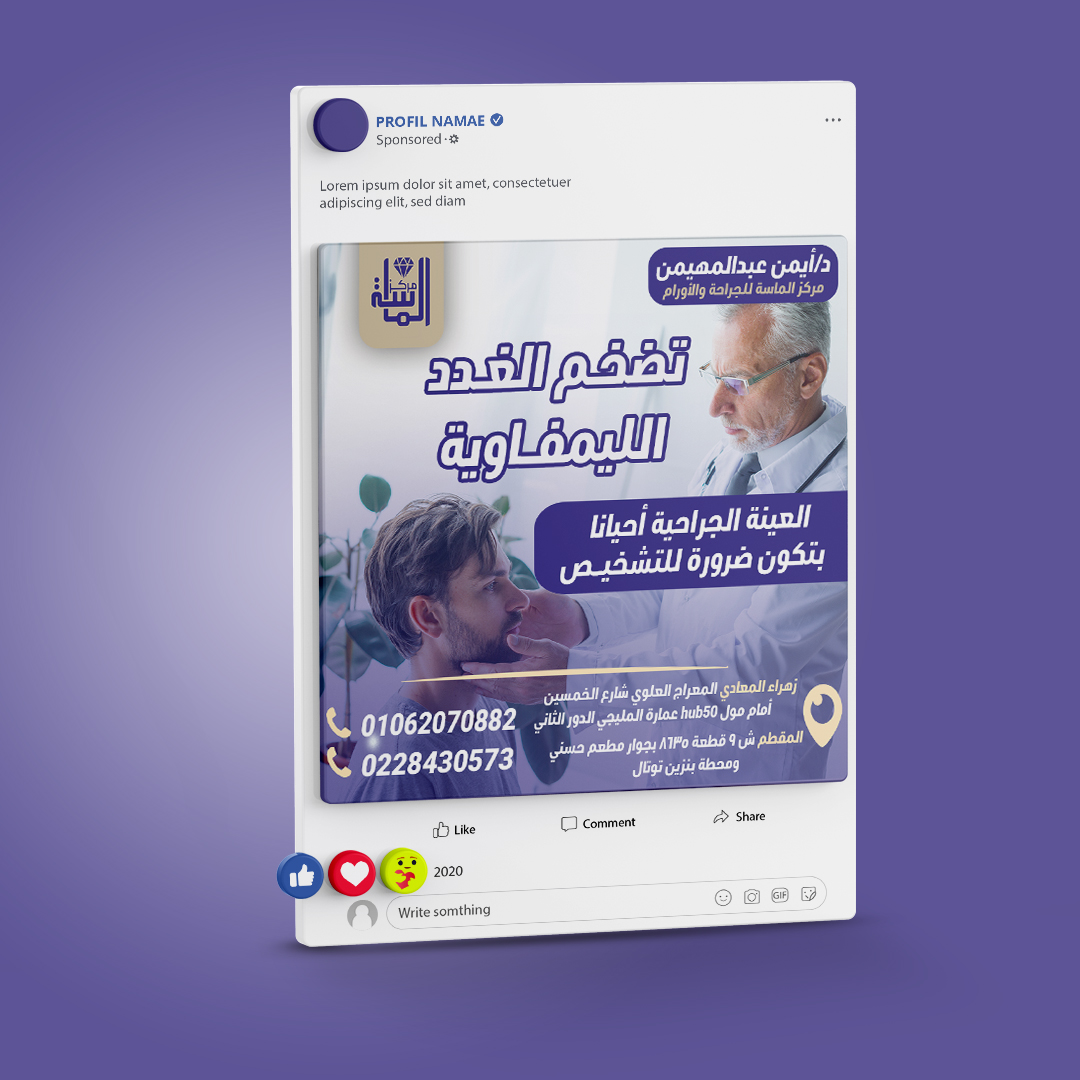 PROFIL NAMAE
Sponsored
Lorem ipsum dolor sit amet, consectetuer
adipiscing elit, sed diam
مركز
الماسة
د/أيمن عبدالمهيمن
مركز الماسة للجراحة والأورام
تضخم الغدد
الليمفاوية
العينة الجراحية أحيانا
بتكون ضرورة للتشخيص
زهراء المعادي المعراج العلوي شارع الخمسين
أمام مول hub50 عمارة المليجي الدور الثاني
المقطم ش ٩ قطعة ٨٦٣٥ بجوار مطعم حسني
ومحطة بنزين توتال
01062070882
0228430573
Like
Comment
Share
2020
Write somthing
GIF